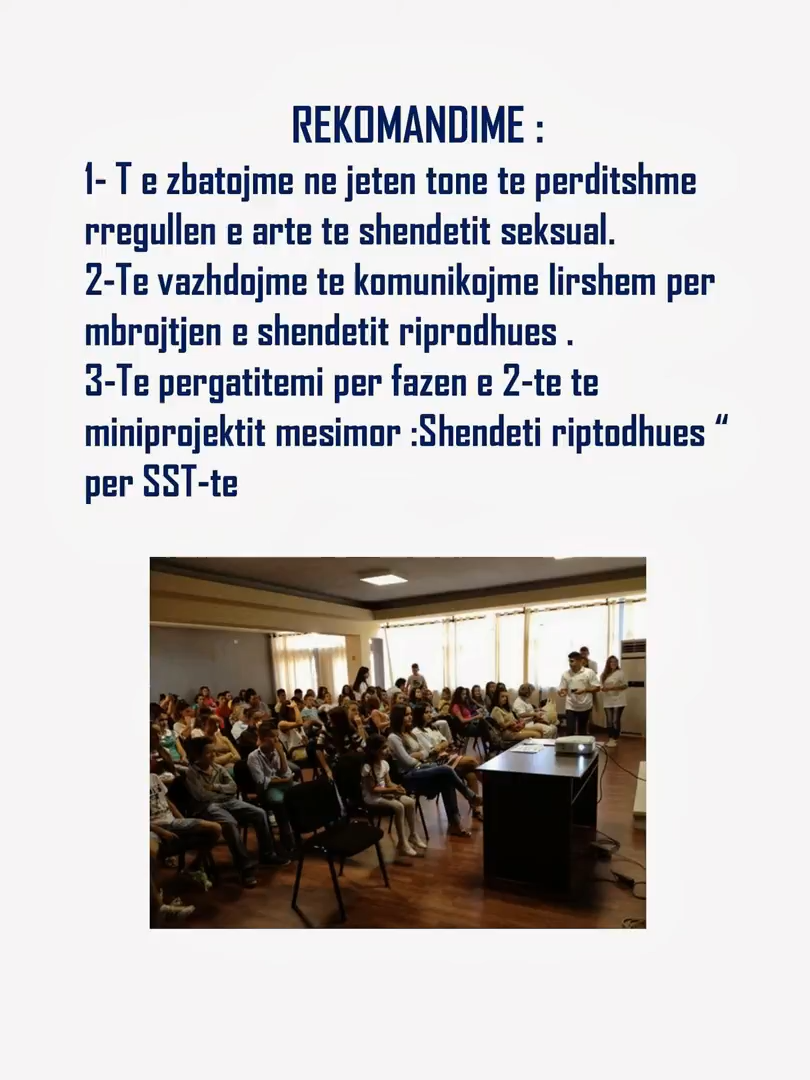 REKOMANDIME :
1- T e zbatojme ne jeten tone te perditshme
rregullen e arte te shendetit seksual.
2-Te vazhdojme te komunikojme lirshem per
mbrojtjen e shendetit riprodhues .
3-Te pergatitemi per fazen e 2-te te
miniprojektit mesimor :Shendeti riptodhues “
per SST-te